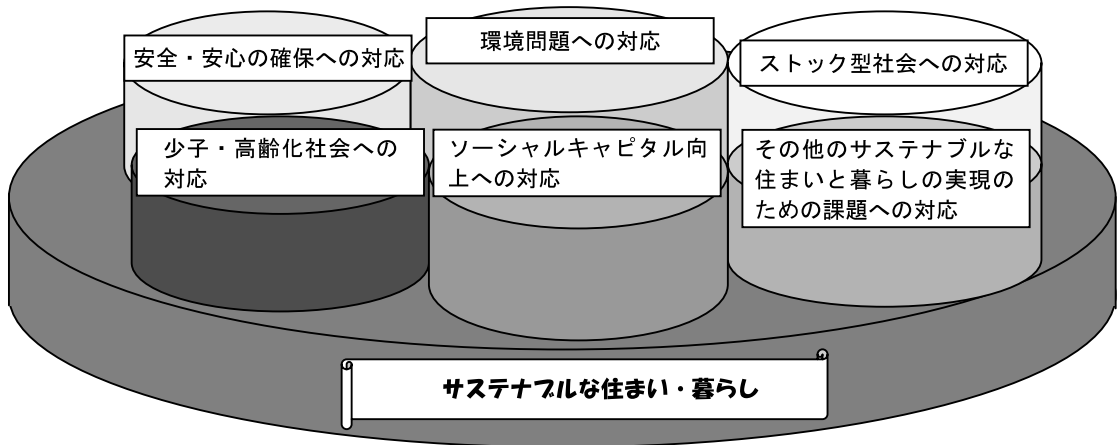 安全・安心の確保への対応
環境問題への対応
ストック型社会への対応
少子・高齢化社会への
対応
ソーシャルキャピタル向
上への対応
その他のサステナブルな
住まいと暮らしの実現の
ための課題への対応
サステナブルな住まい・暮らし